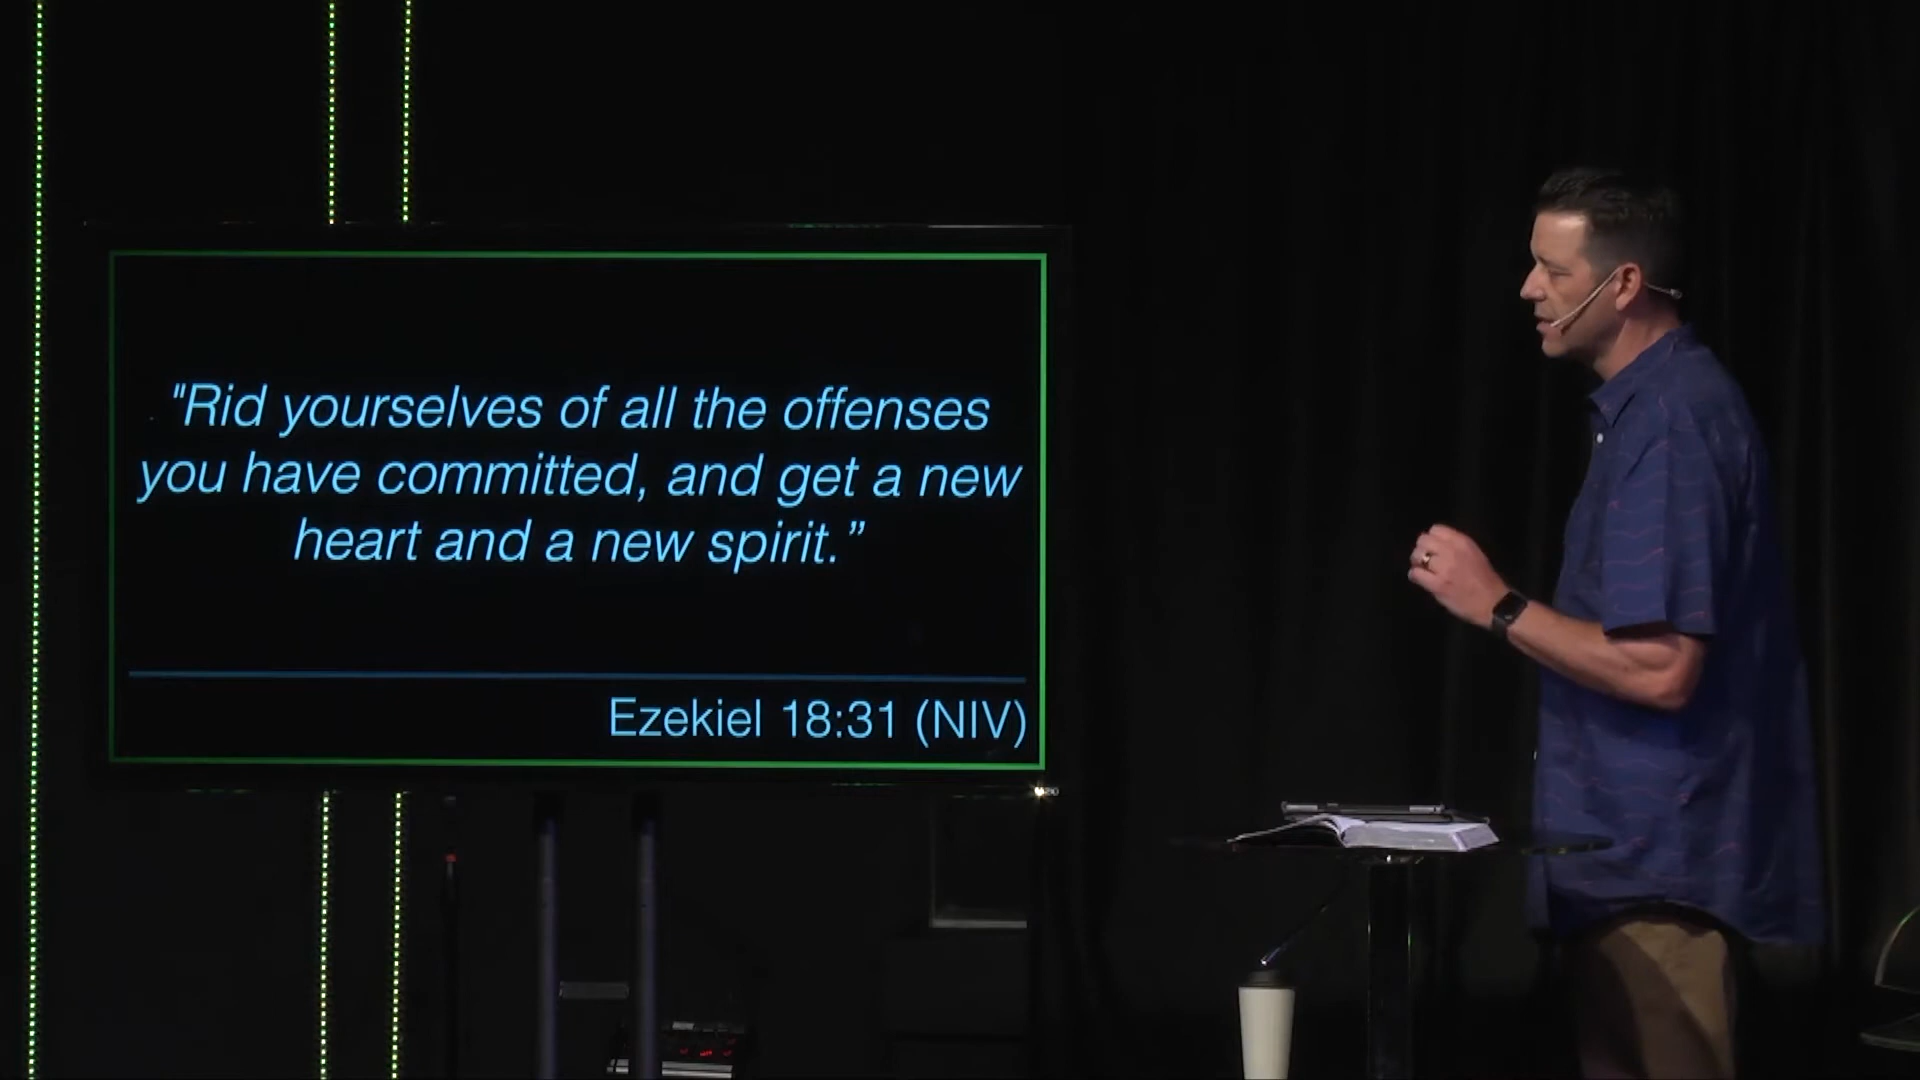 "Rid yourselves of all the offenses
you have committed, and get a new
heart and a new spirit.”
Ezekiel 18:31 (NIV)